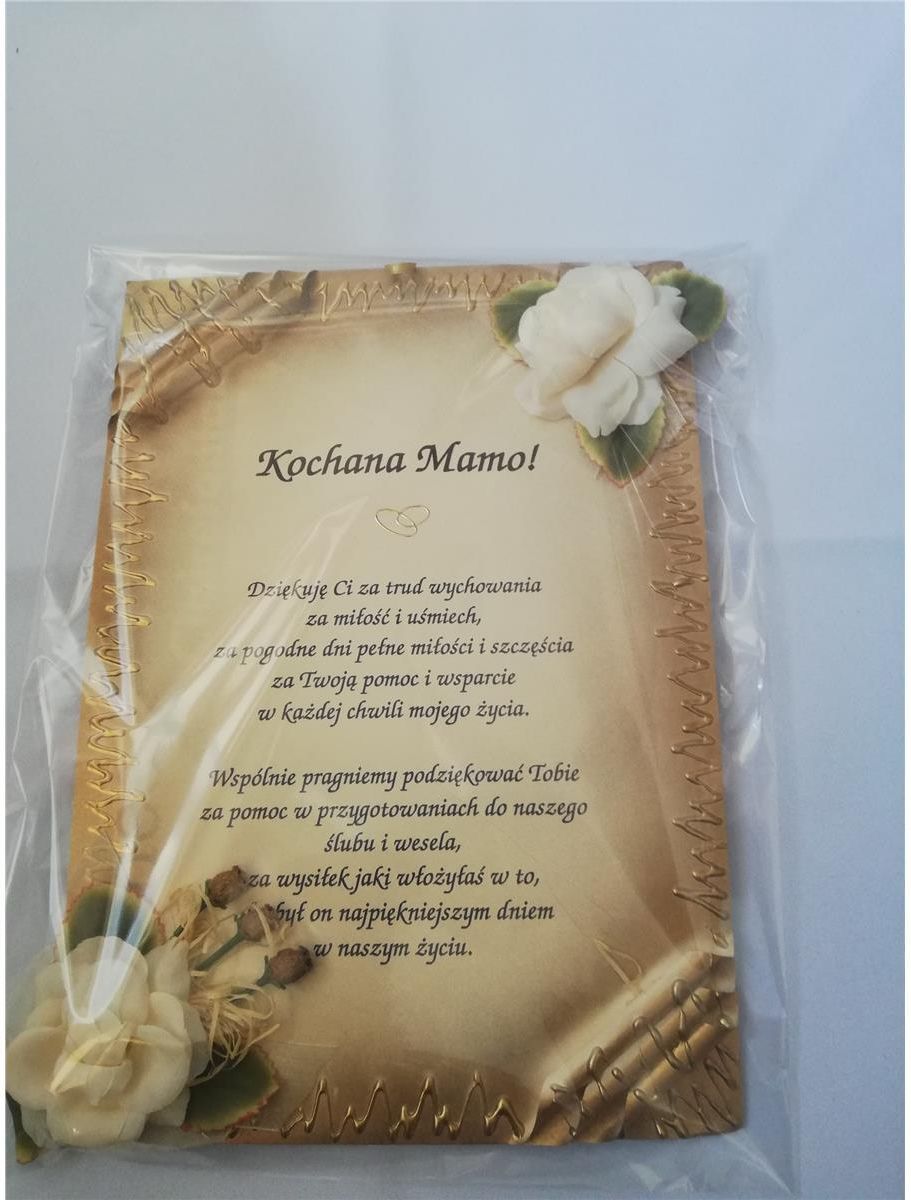 Kochana Mamo!
Dziękuję Ci za trud wychowania
za miłość i uśmiech,
za pogodne dni pełne miłości i szczęścia
za Twoją pomoc i wsparcie
w każdej chwili mojego życia.
Wspólnie pragniemy podziękować Tobie
za pomoc w przygotowaniach do naszego
ślubu i wesela,
za wysiłek jaki włożyłaś w to,
był on najpiękniejszym dniem
w naszym życiu.